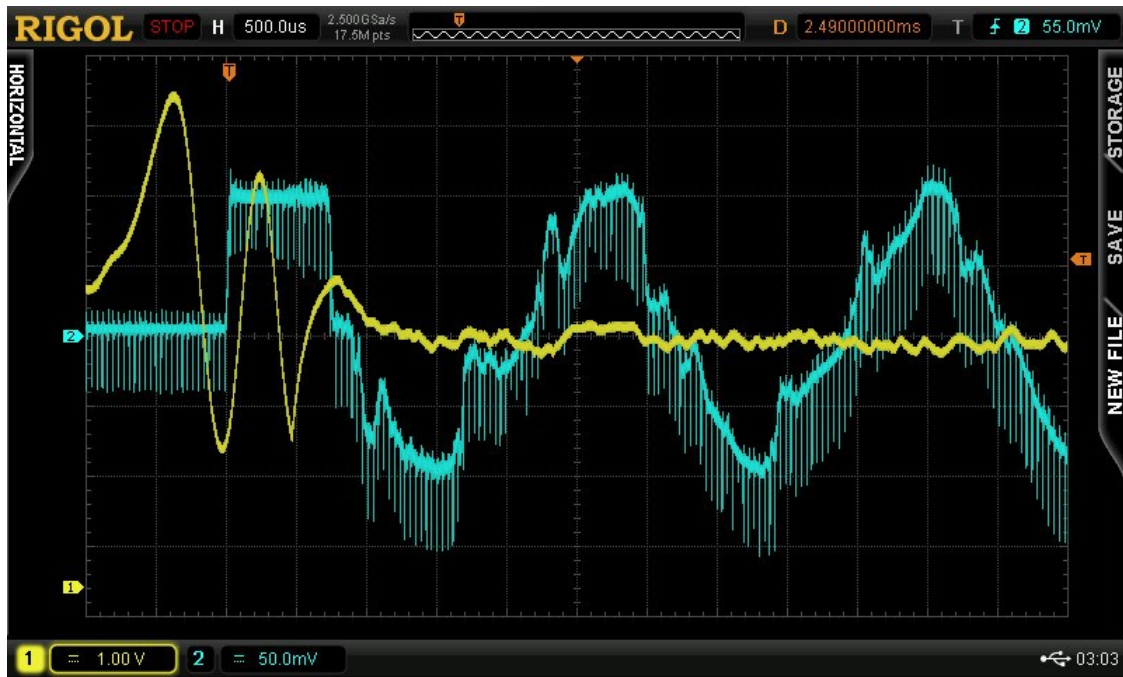 RIGOL STOP H 500.0us 2.500GSa/s D 2.49000000ms T 2 55.0mV
17.5M pts
T
T
HORIZONTAL
STORAGE
SAVE
NEW FILE
2
T
1
1 1.00 V 2 50.0mV 03:03